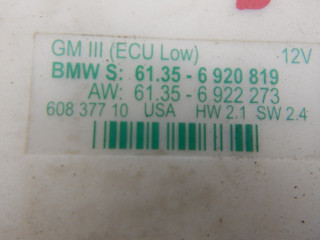 GM III (ECU Low) 12V
BMW S: 61.35 - 6 920 819
AW: 61.35 - 6 922 273
608 377 10 USA HW 2.1 SW 2.4